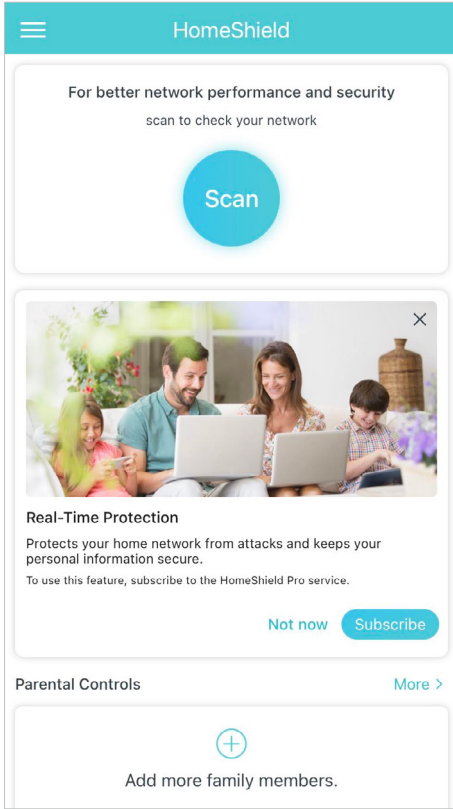 HomeShield
For better network performance and security
scan to check your network
Scan
Real-Time Protection
Protects your home network from attacks and keeps your
personal information secure.
To use this feature, subscribe to the HomeShield Pro service.
Not now Subscribe
Parental Controls More >
Add more family members.